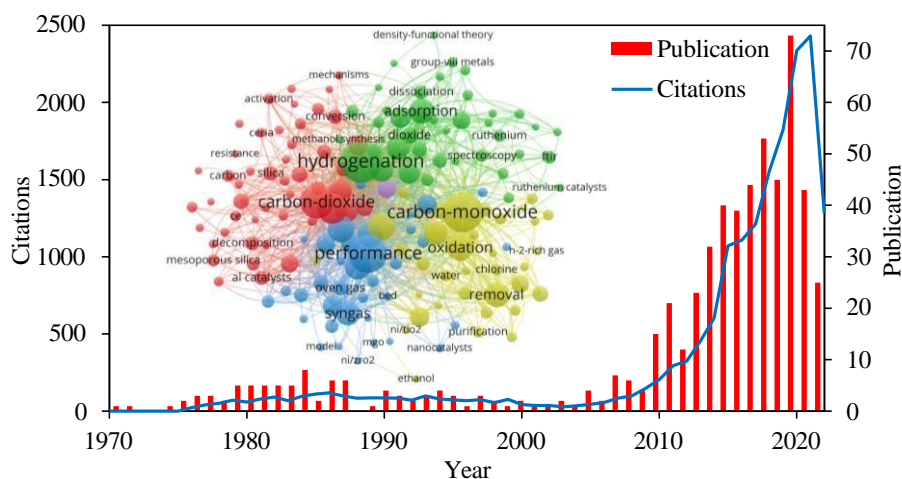 2500
2000
1500
1000
500
0
Citations
70
60
50
40
30
20
10
0
Publication
Publication
Citations
density-functional theory
group-viii metals
mechanisms
dissociation
activation
adsorption
conversion
ceria
dioxide
ruthenium
methanol synthesis
resistance
hydrogenation
spectroscopy
ftir
carbon
silica
ruthenium catalysts
carbon-dioxide
carbon-monoxide
ce
decomposition
oxidation
h-2-rich gas
performance
mesoporous silica
water
chlorine
al catalysts
oven gas
bed
removal
syngas
ni/tio2
purification
model
mgo
nanocatalysts
ni/zro2
ethanol
1970
1980
1990
2000
2010
2020
Year